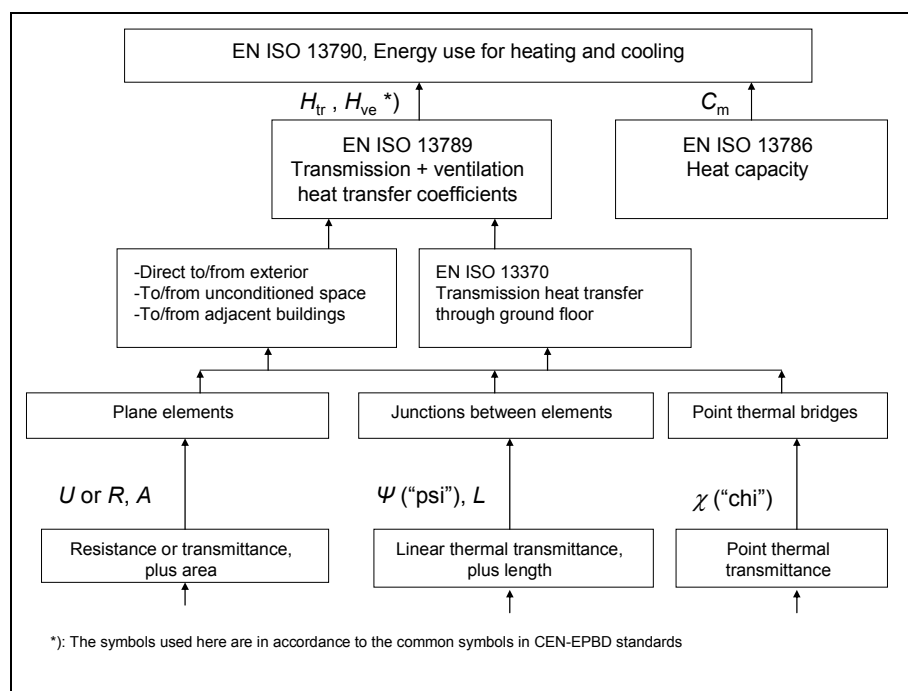 EN ISO 13790, Energy use for heating and cooling
Htr , Hve *)
Cm
EN ISO 13789
Transmission + ventilation
heat transfer coefficients
EN ISO 13786
Heat capacity
-Direct to/from exterior
-To/from unconditioned space
-To/from adjacent buildings
EN ISO 13370
Transmission heat transfer
through ground floor
Plane elements
Junctions between elements
Point thermal bridges
U or R, A
Ψ (“psi”), L
χ (“chi”)
Resistance or transmittance,
plus area
Linear thermal transmittance,
plus length
Point thermal
transmittance
*): The symbols used here are in accordance to the common symbols in CEN-EPBD standards